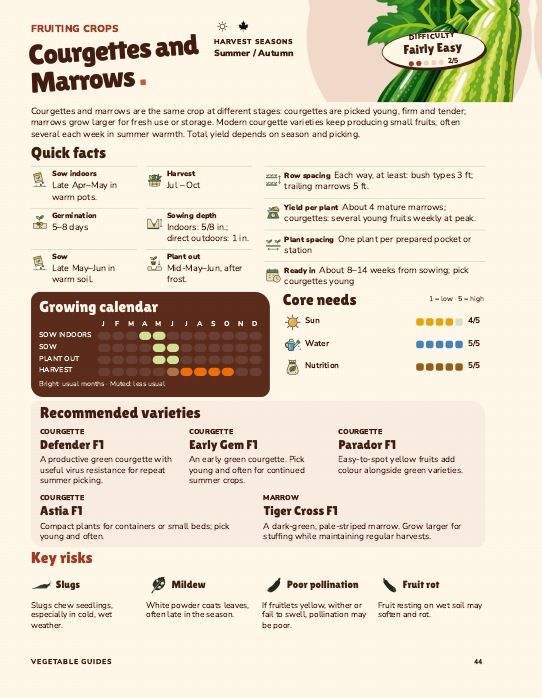 FRUITING CROPS
Courgettes and
Marrows
HARVEST SEASONS
Summer / Autumn
DIFFICULTY
Fairly Easy
2/5
Courgettes and marrows are the same crop at different stages: courgettes are picked young, firm and tender;
marrows grow larger for fresh use or storage. Modern courgette varieties keep producing small fruits, often
several each week in summer warmth. Total yield depends on season and picking.
Quick facts
Sow indoors
Late Apr–May in
warm pots.
Harvest
Jul – Oct
Germination
5–8 days
Sowing depth
Indoors: 5/8 in.;
direct outdoors: 1 in.
Sow
Late May–Jun in
warm soil.
Plant out
Mid-May–Jun, after
frost.
Row spacing Each way, at least: bush types 3 ft;
trailing marrows 5 ft.
Yield per plant About 4 mature marrows;
courgettes: several young fruits weekly at peak.
Plant spacing One plant per prepared pocket or
station
Ready in About 8–14 weeks from sowing; pick
courgettes young
Growing calendar
J F M A M J J A S O N D
SOW INDOORS
SOW
PLANT OUT
HARVEST
Bright: usual months · Muted: less usual
Core needs
1 = low · 5 = high
Sun 4/5
Water 5/5
Nutrition 5/5
Recommended varieties
COURGETTE
Defender F1
A productive green courgette with
useful virus resistance for repeat
summer picking.
COURGETTE
Early Gem F1
An early green courgette. Pick
young and often for continued
summer crops.
COURGETTE
Parador F1
Easy-to-spot yellow fruits add
colour alongside green varieties.
COURGETTE
Astia F1
Compact plants for containers or small beds; pick
young and often.
MARROW
Tiger Cross F1
A dark-green, pale-striped marrow. Grow larger for
stuffing while maintaining regular harvests.
Key risks
Slugs
Slugs chew seedlings,
especially in cold, wet
weather.
Mildew
White powder coats leaves,
often late in the season.
Poor pollination
If fruitlets yellow, wither or
fail to swell, pollination may
be poor.
Fruit rot
Fruit resting on wet soil may
soften and rot.
VEGETABLE GUIDES
44